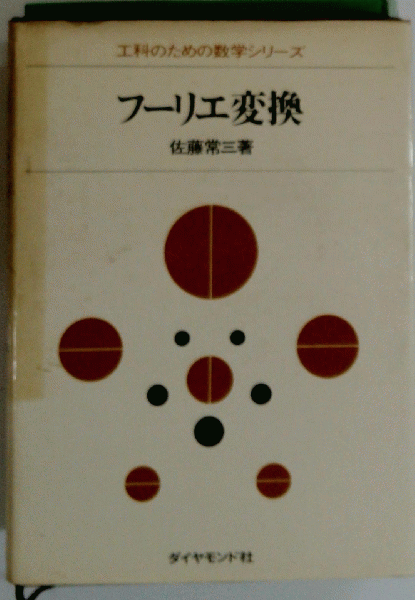 工科のための数学シリーズ
フーリエ変換
佐藤常三著
ダイヤモンド社